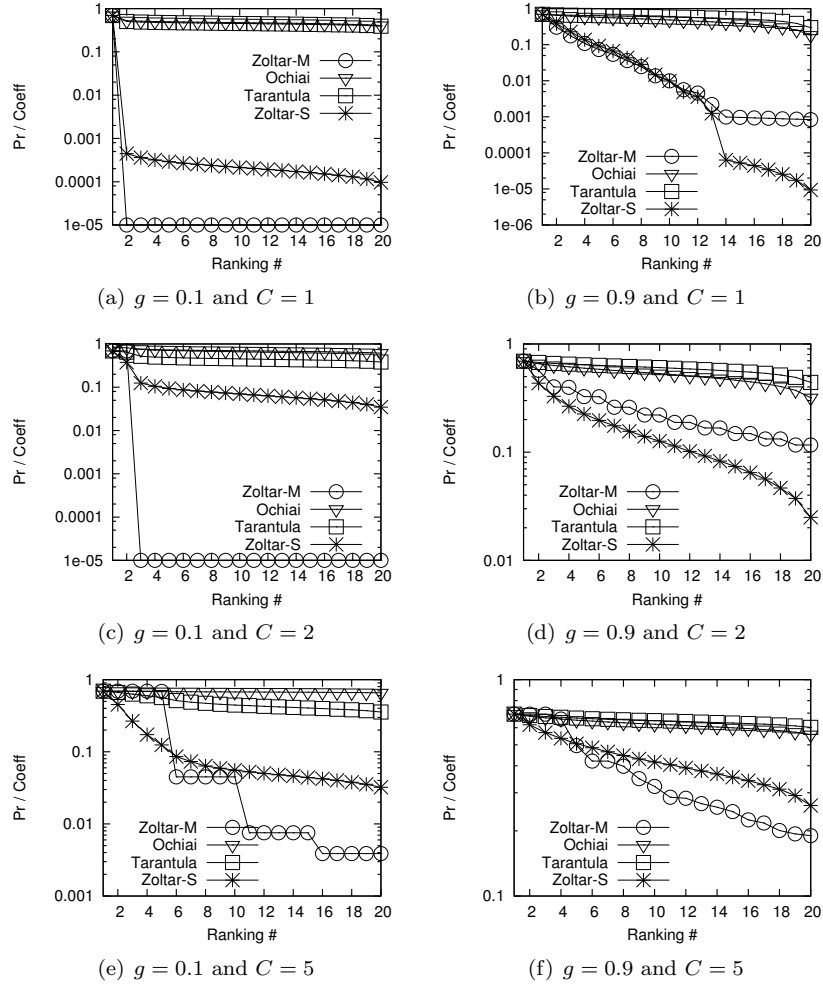 1
0.1
0.01
0.001
0.0001
1e-05
Pr / Coeff
Zoltar-M
Ochiai
Tarantula
Zoltar-S
2 4 6 8 10 12 14 16 18 20
Ranking #
(a) g = 0.1 and C = 1
1
0.1
0.01
0.001
0.0001
1e-05
1e-06
Pr / Coeff
Zoltar-M
Ochiai
Tarantula
Zoltar-S
2 4 6 8 10 12 14 16 18 20
Ranking #
(b) g = 0.9 and C = 1
1
0.1
0.01
0.001
0.0001
1e-05
Pr / Coeff
Zoltar-M
Ochiai
Tarantula
Zoltar-S
2 4 6 8 10 12 14 16 18 20
Ranking #
(c) g = 0.1 and C = 2
1
0.1
0.01
Pr / Coeff
Zoltar-M
Ochiai
Tarantula
Zoltar-S
2 4 6 8 10 12 14 16 18 20
Ranking #
(d) g = 0.9 and C = 2
1
0.1
0.01
0.001
Pr / Coeff
Zoltar-M
Ochiai
Tarantula
Zoltar-S
2 4 6 8 10 12 14 16 18 20
Ranking #
(e) g = 0.1 and C = 5
1
0.1
Pr / Coeff
Zoltar-M
Ochiai
Tarantula
Zoltar-S
2 4 6 8 10 12 14 16 18 20
Ranking #
(f) g = 0.9 and C = 5